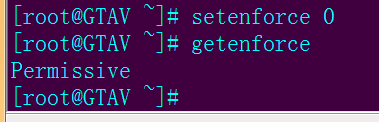 [root@GTAV ~]# setenforce 0
[root@GTAV ~]# getenforce
Permissive
[root@GTAV ~]#